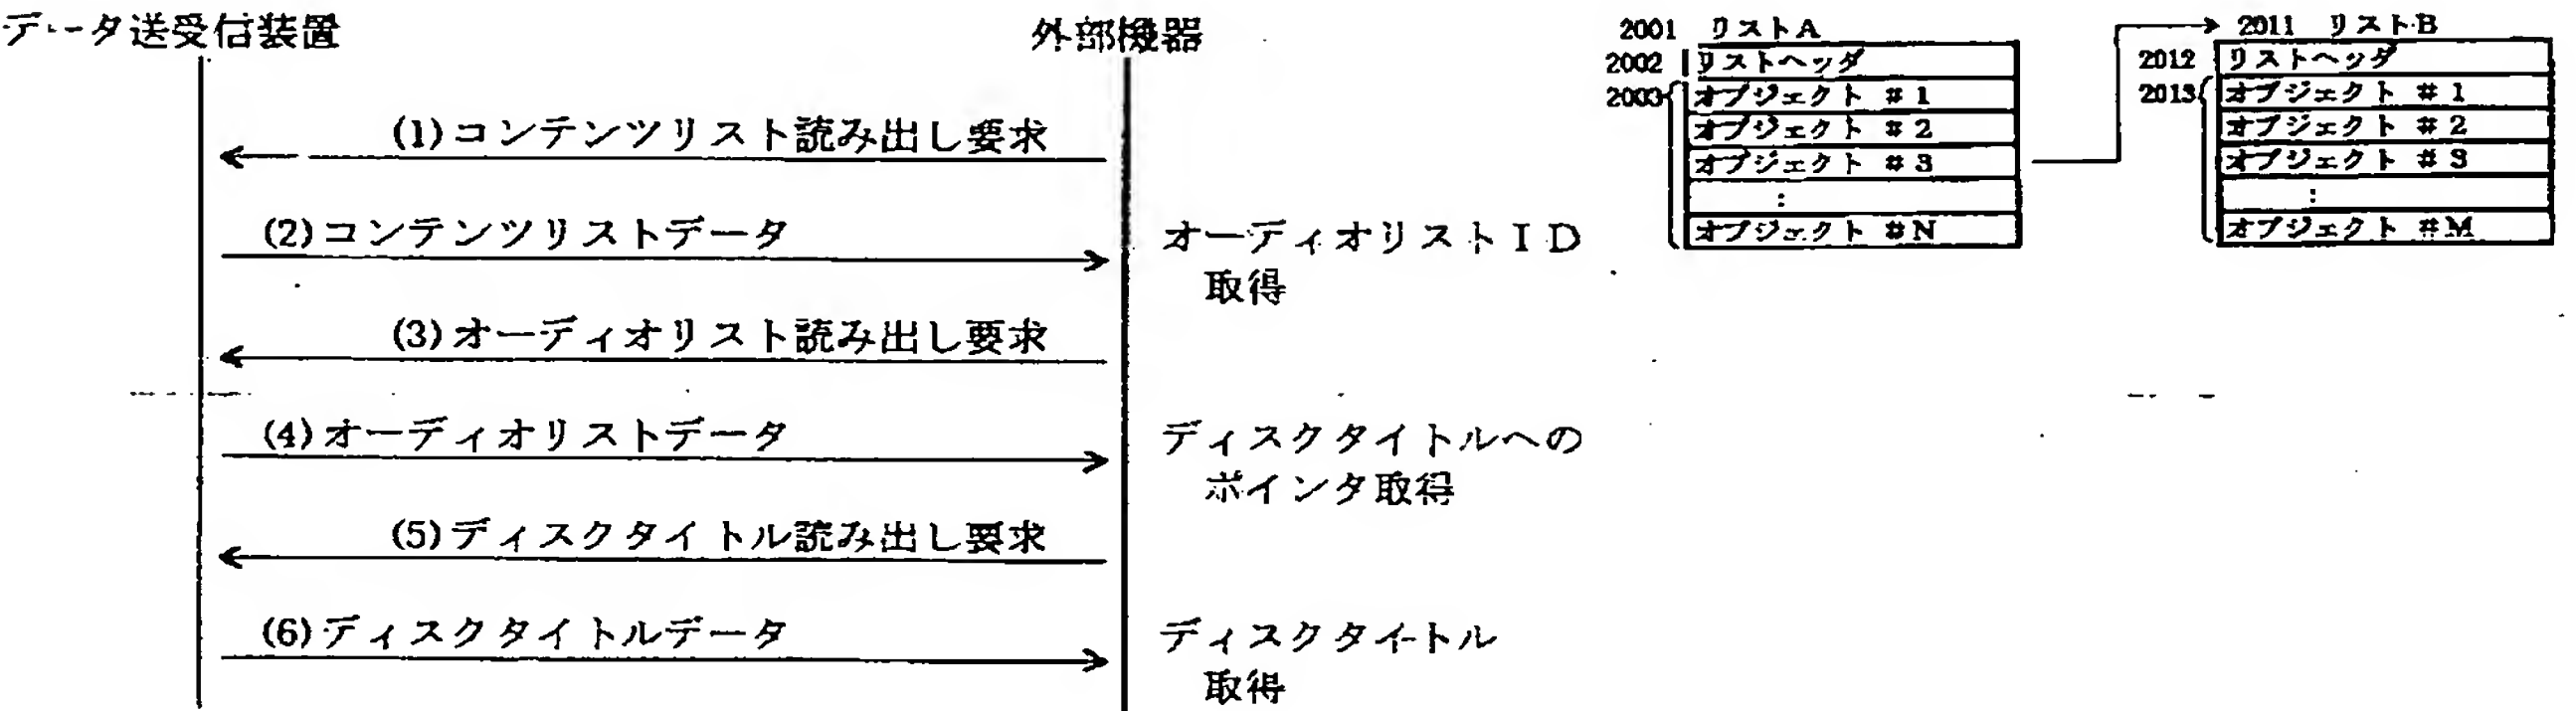 データ送受信装置
外部機器
(1)コンテンツリスト読み出し要求
(2)コンテンツリストデータ
オーディオリストID
取得
(3)オーディオリスト読み出し要求
(4)オーディオリストデータ
ディスクタイトルへの
ポインタ取得
(5)ディスクタイトル読み出し要求
(6)ディスクタイトルデータ
ディスクタイトル
取得
2001 リストA
2002 リストヘッダ
2003 オブジェクト #1
オブジェクト #2
オブジェクト #3
:
オブジェクト #N
2011 リストB
2012 リストヘッダ
2013 オブジェクト #1
オブジェクト #2
オブジェクト #3
:
オブジェクト #M